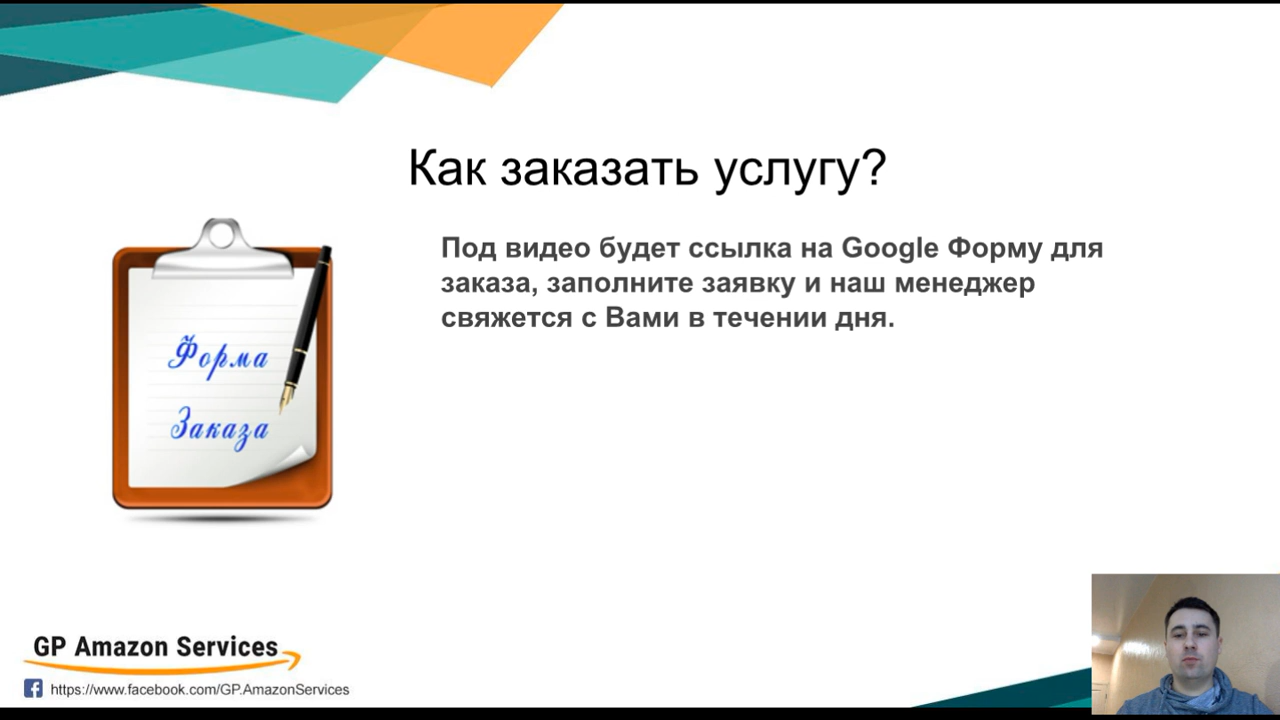 Как заказать услугу?
Под видео будет ссылка на Google Форму для
заказа, заполните заявку и наш менеджер
свяжется с Вами в течении дня.
Форма
Заказа
GP Amazon Services
https://www.facebook.com/GP.AmazonServices